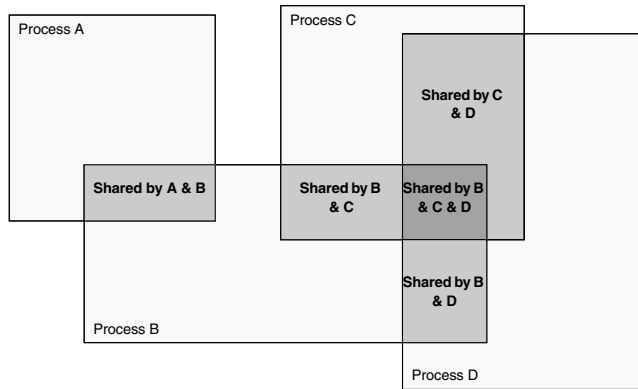 Process A
Process C
Shared by C
& D
Shared by A & B
Shared by B
& C
Shared by B
& C & D
Shared by B
& D
Process B
Process D